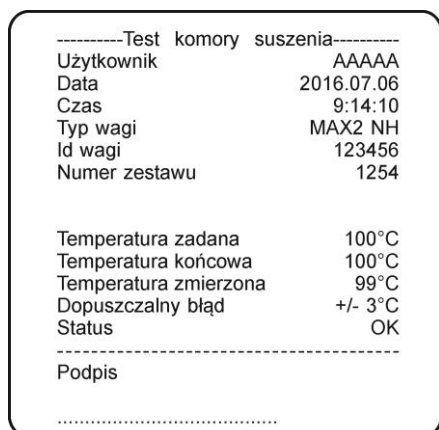 ----------Test komory suszenia----------
Użytkownik AAAAA
Data 2016.07.06
Czas 9:14:10
Typ wagi MAX2 NH
Id wagi 123456
Numer zestawu 1254
Temperatura zadana 100°C
Temperatura końcowa 100°C
Temperatura zmierzona 99°C
Dopuszczalny błąd +/- 3°C
Status OK
----------------------------------------
Podpis
........................................